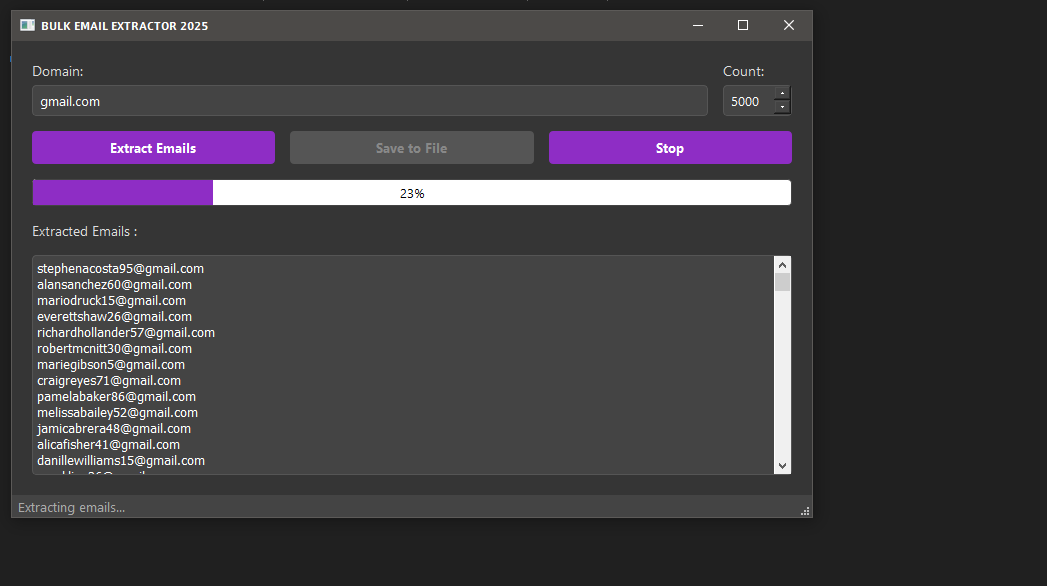 BULK EMAIL EXTRACTOR 2025
Domain:
Count:
gmail.com
5000
Extract Emails
Save to File
Stop
23%
Extracted Emails :
stephenacosta95@gmail.com
alansanchez60@gmail.com
mariodruck15@gmail.com
everettshaw26@gmail.com
richardhollander57@gmail.com
robertmcnitt30@gmail.com
mariegibson5@gmail.com
craigreyes71@gmail.com
pamelabaker86@gmail.com
melissabailey52@gmail.com
jamicabrera48@gmail.com
alicafisher41@gmail.com
danillewilliams15@gmail.com
Extracting emails...